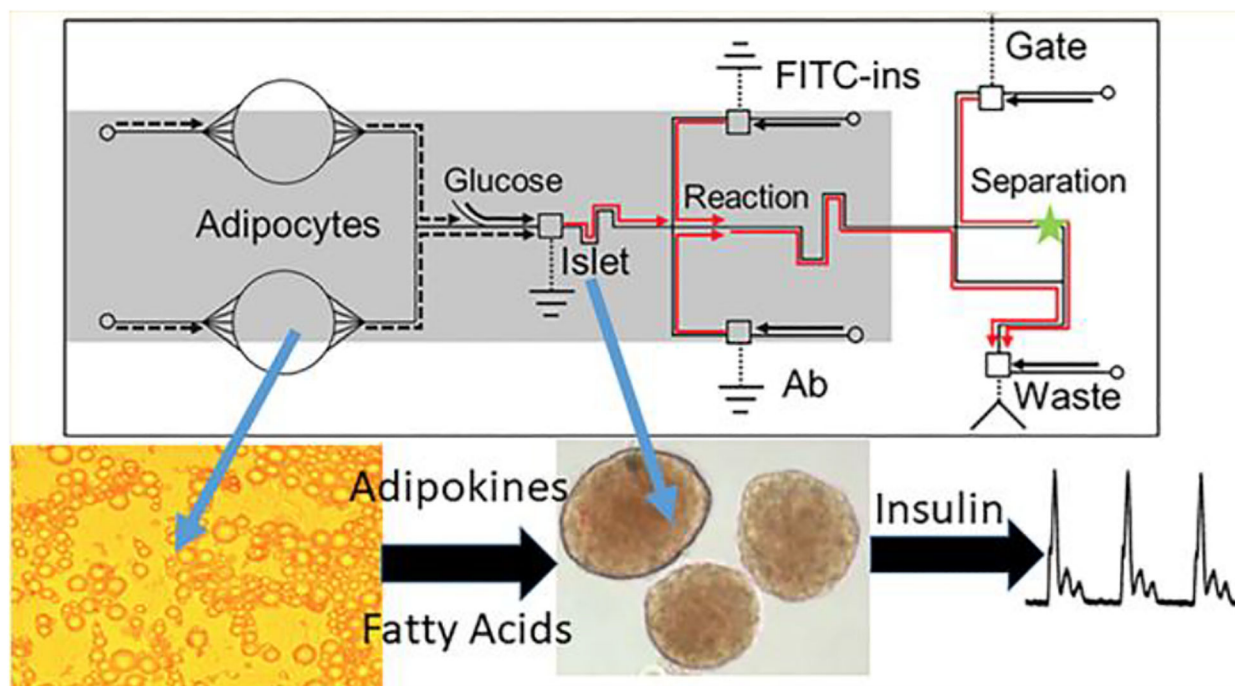 Gate
FITC-ins
Glucose
Reaction
Separation
Adipocytes
Islet
Ab
Waste
Adipokines
Insulin
Fatty Acids